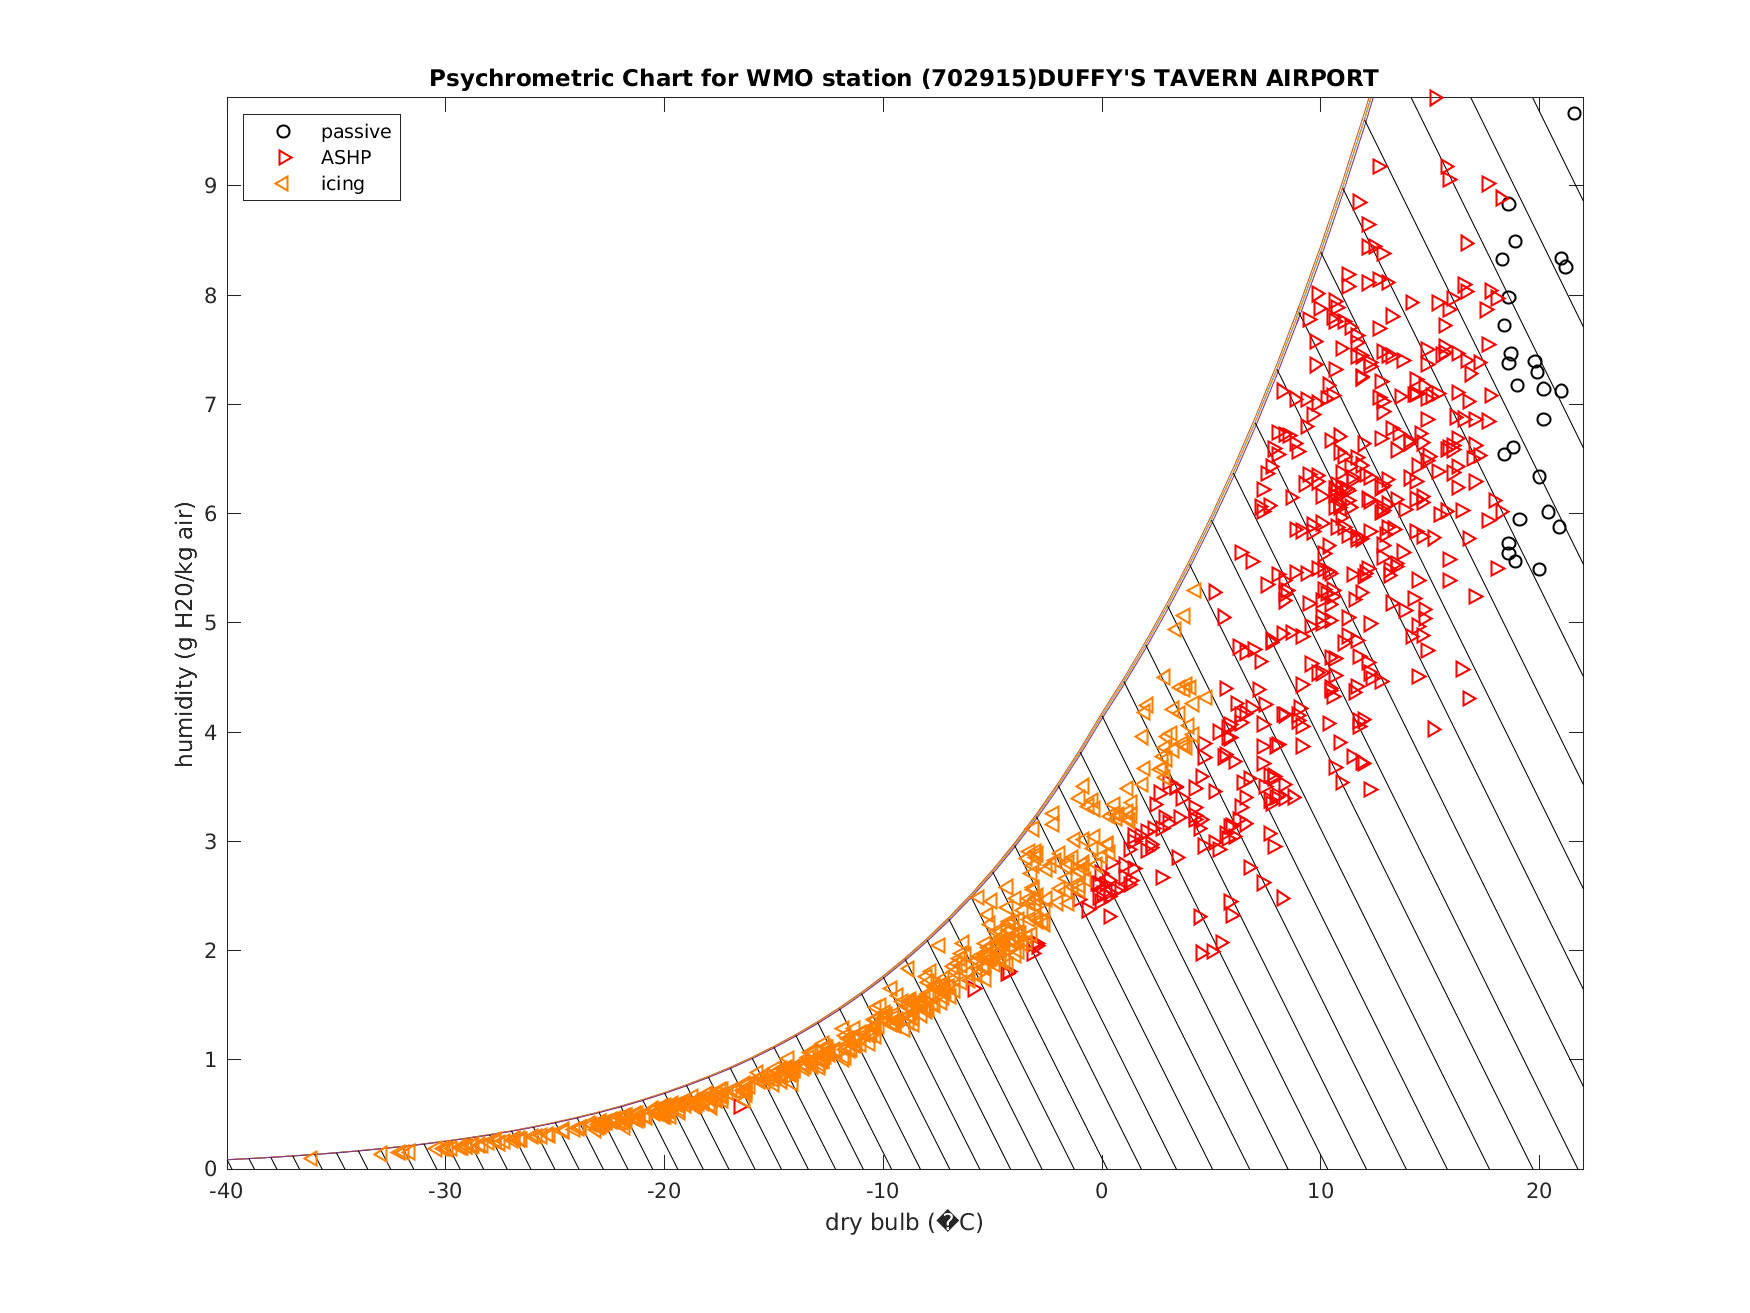 Psychrometric Chart for WMO station (702915)DUFFY'S TAVERN AIRPORT
passive
ASHP
icing
humidity (g H20/kg air)
9
8
7
6
5
4
3
2
1
0
-40 -30 -20 -10 0 10 20
dry bulb (�C)